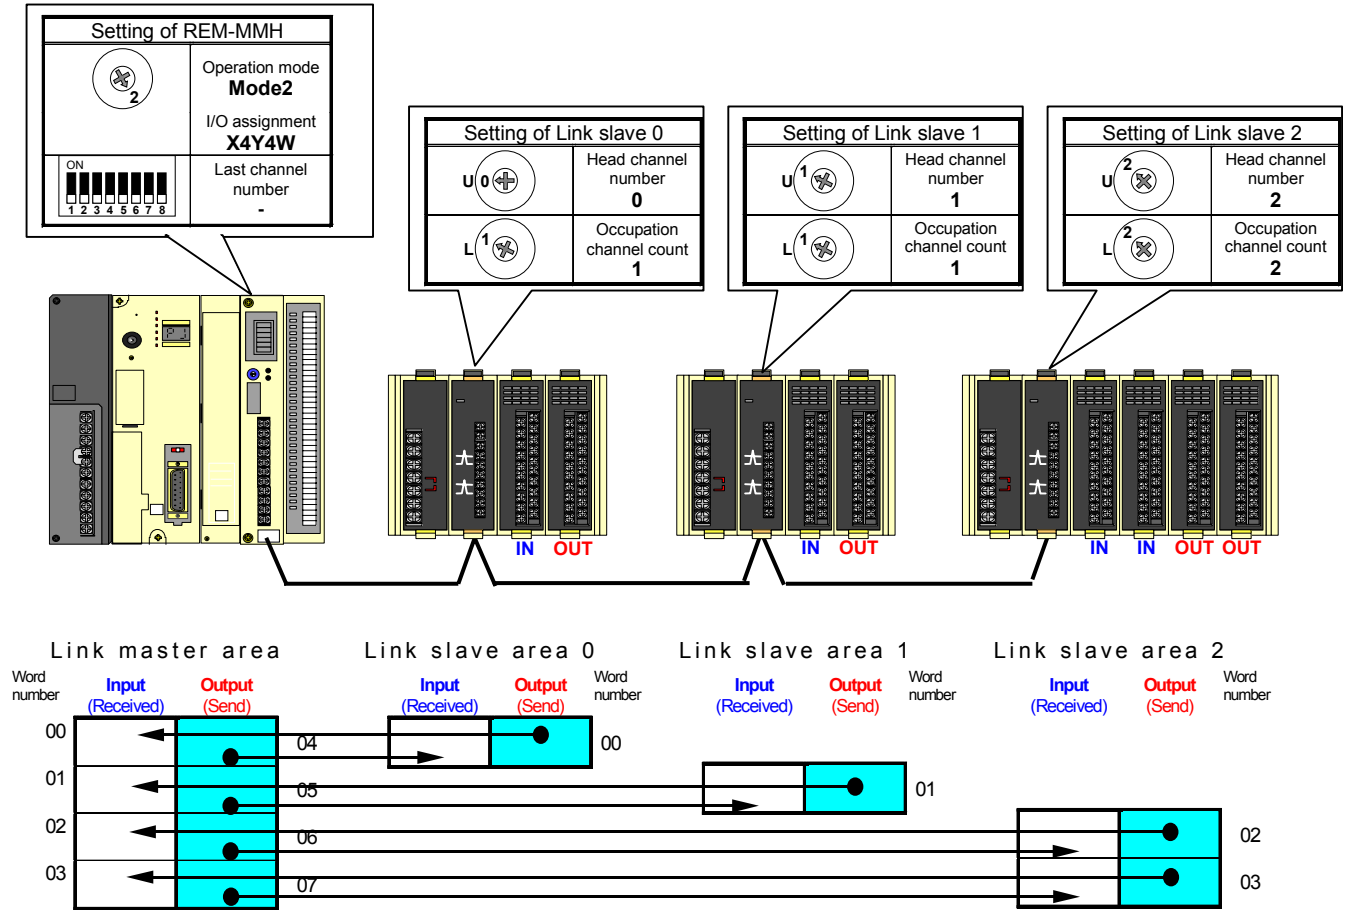 Setting of REM-MMH
2
Operation mode
Mode2
I/O assignment
X4Y4W
ON
1 2 3 4 5 6 7 8
Last channel
number
-
Setting of Link slave 0
U 0
Head channel
number
0
L 1
Occupation
channel count
1
Setting of Link slave 1
U 1
Head channel
number
1
L 1
Occupation
channel count
1
Setting of Link slave 2
U 2
Head channel
number
2
L 2
Occupation
channel count
2
IN OUT
IN OUT
IN IN OUT OUT
Link master area
Word
number
Input
(Received)
Output
(Send)
00
01
02
03
04
05
06
07
Link slave area 0
Input
(Received)
Output
(Send)
Word
number
00
Link slave area 1
Input
(Received)
Output
(Send)
Word
number
01
Link slave area 2
Input
(Received)
Output
(Send)
Word
number
02
03